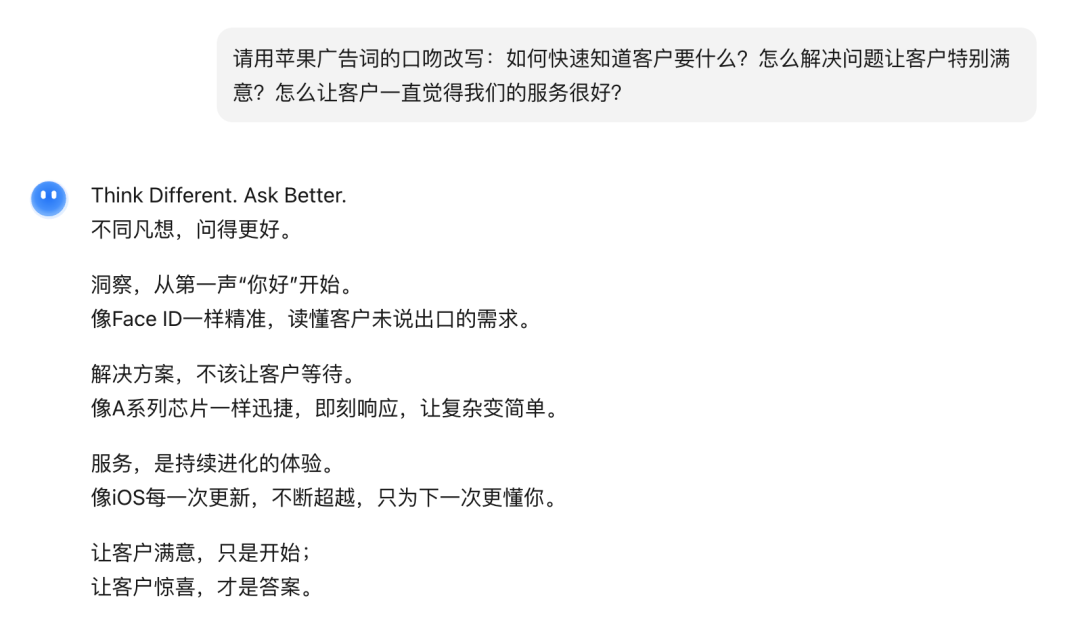 请用苹果广告词的口吻改写：如何快速知道客户要什么？怎么解决问题让客户特别满
意？怎么让客户一直觉得我们的服务很好？
Think Different. Ask Better.
不同凡想，问得更好。
洞察，从第一声“你好”开始。
像Face ID一样精准，读懂客户未说出口的需求。
解决方案，不该让客户等待。
像A系列芯片一样迅捷，即刻响应，让复杂变简单。
服务，是持续进化的体验。
像iOS每一次更新，不断超越，只为下一次更懂你。
让客户满意，只是开始；
让客户惊喜，才是答案。